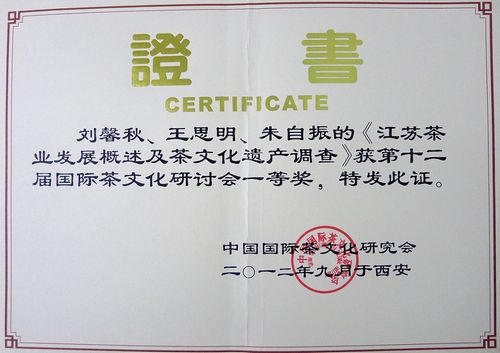 證書
CERTIFICATE
刘馨秋、王思明、朱自振的《江苏茶
业发展概述及茶文化遗产调查》获第十二
届国际茶文化研讨会一等奖，特发此证。
中国国际茶文化研究会
二〇一二年九月于西安